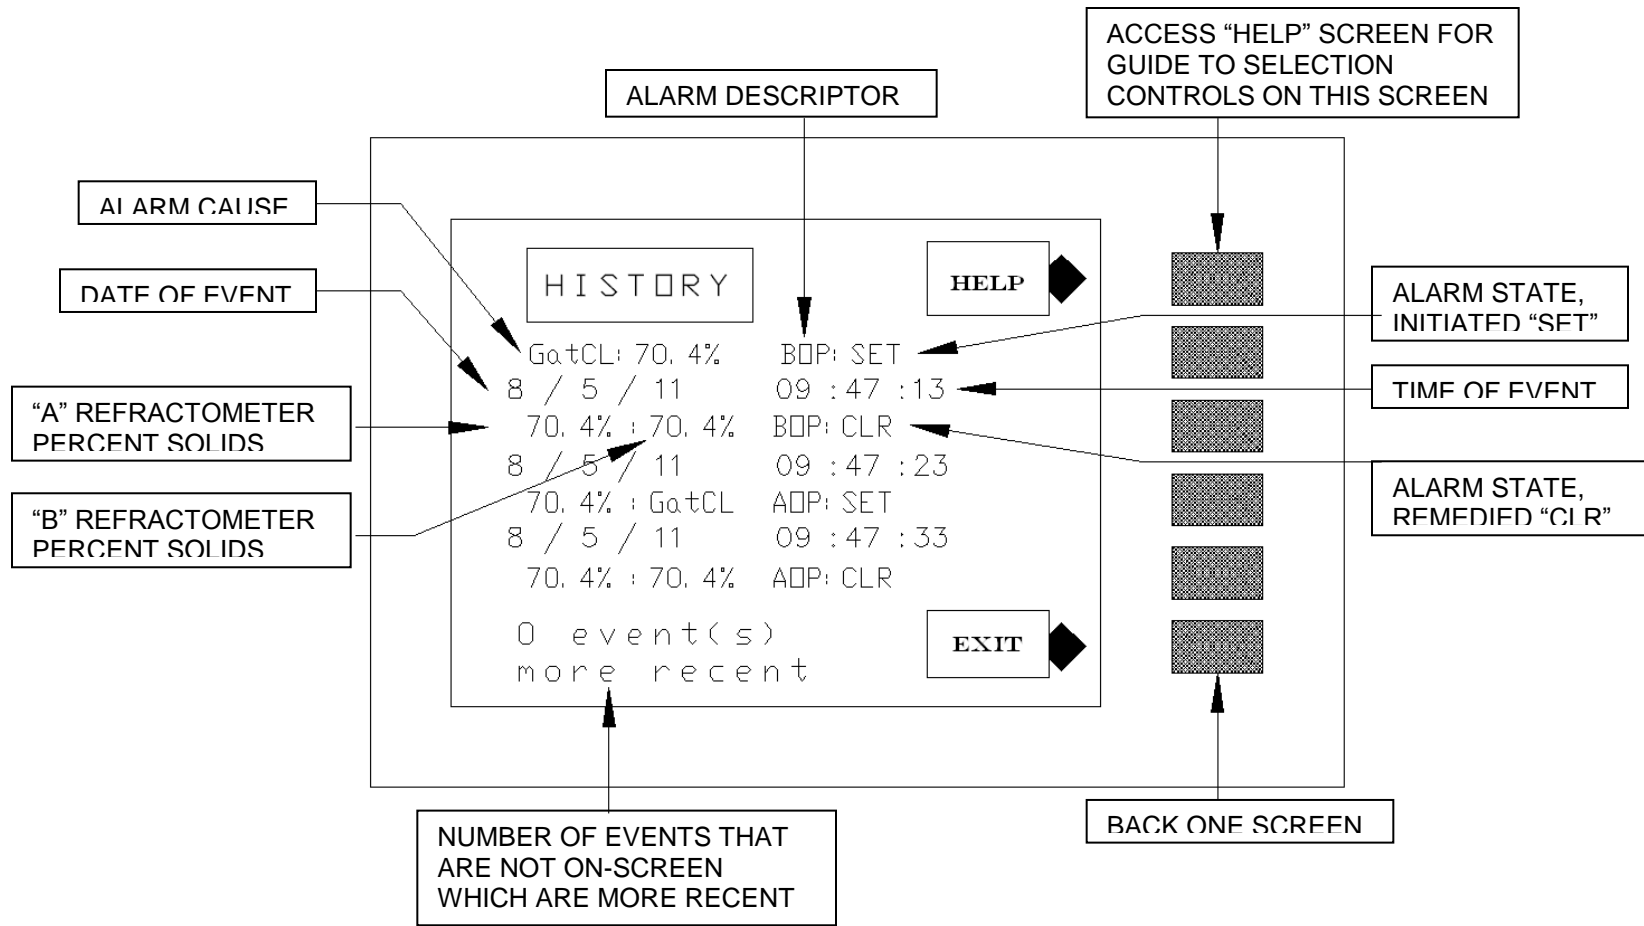 ACCESS “HELP” SCREEN FOR
GUIDE TO SELECTION
CONTROLS ON THIS SCREEN
ALARM DESCRIPTOR
ALARM CAUSE
DATE OF EVENT
“A” REFRACTOMETER
PERCENT SOLIDS
“B” REFRACTOMETER
PERCENT SOLIDS
HISTORY
HELP
GatCL: 70.4% BOP: SET
8 / 5 / 11 09 :47 :13
70.4% : 70.4% BOP: CLR
8 / 5 / 11 09 :47 :23
70.4% : GatCL AOP: SET
8 / 5 / 11 09 :47 :33
70.4% : 70.4% AOP: CLR
0 event(s)
more recent
EXIT
ALARM STATE,
INITIATED “SET”
TIME OF EVENT
ALARM STATE,
REMEDIED “CLR”
BACK ONE SCREEN
NUMBER OF EVENTS THAT
ARE NOT ON-SCREEN
WHICH ARE MORE RECENT